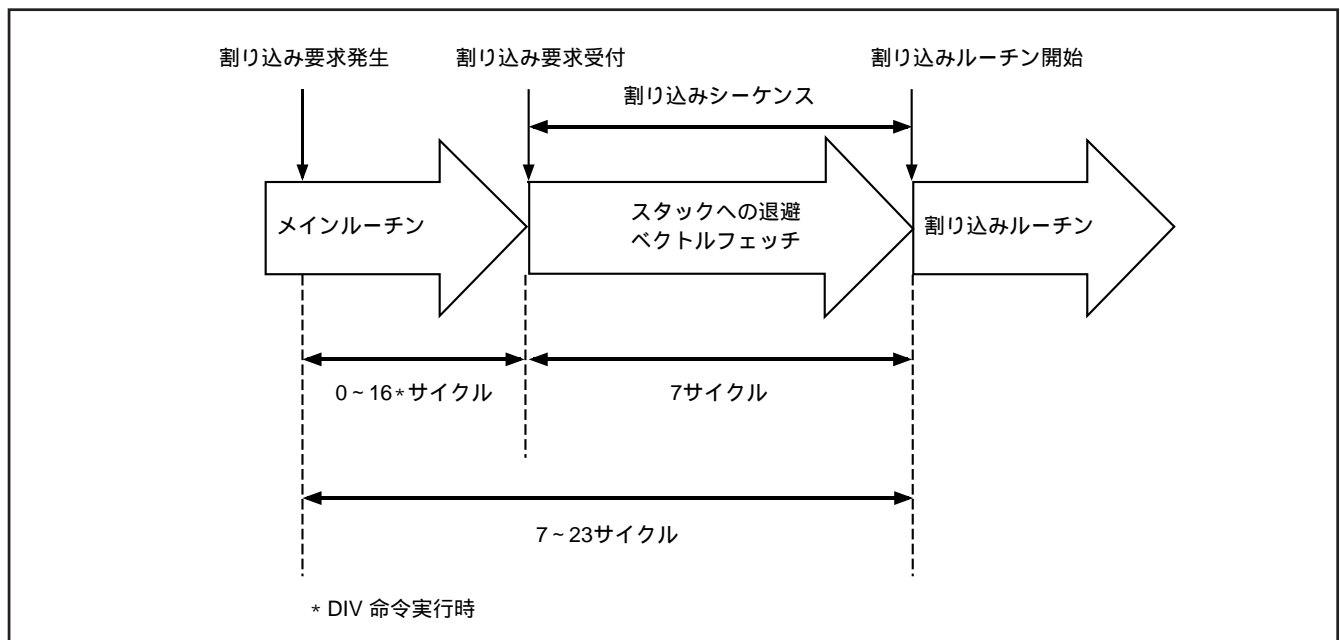 割り込み要求発生
割り込み要求受付
割り込みルーチン開始
割り込みシーケンス
メインルーチン
スタックへの退避
ベクトルフェッチ
割り込みルーチン
0~16*サイクル
7サイクル
7~23サイクル
* DIV 命令実行時